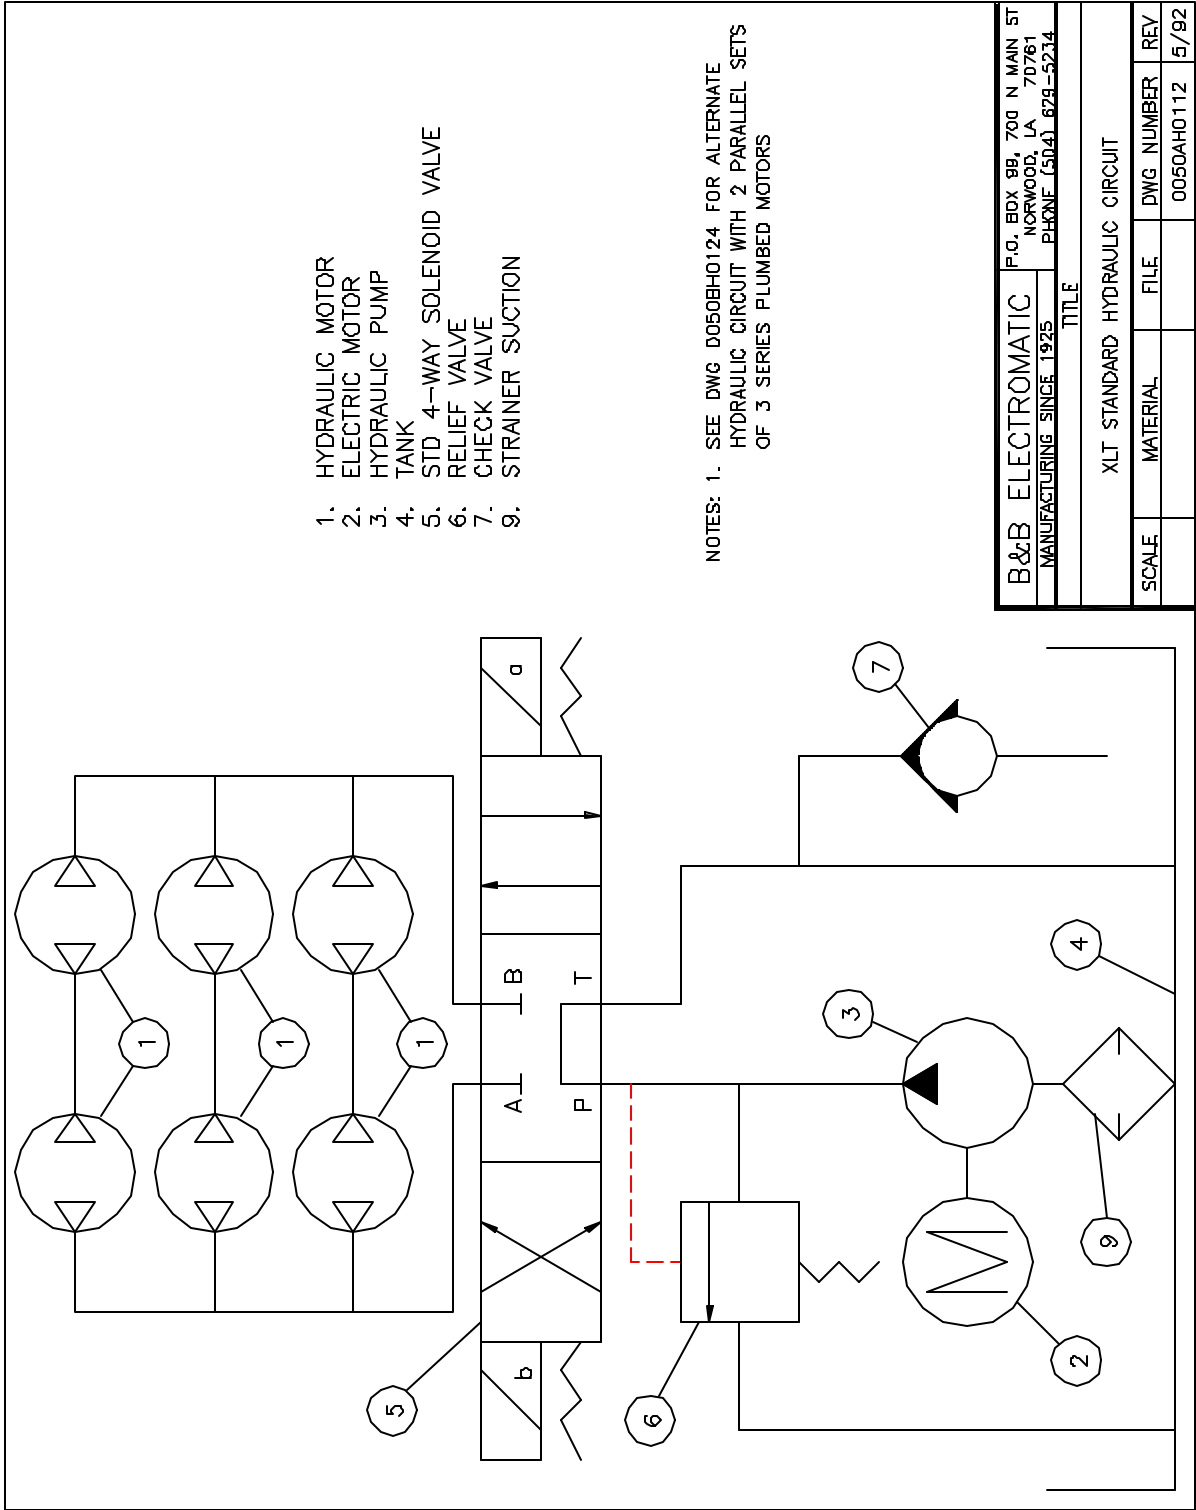 1. HYDRAULIC MOTOR
2. ELECTRIC MOTOR
3. HYDRAULIC PUMP
4. TANK
5. STD 4-WAY SOLENOID VALVE
6. RELIEF VALVE
7. CHECK VALVE
9. STRAINER SUCTION
NOTES: 1. SEE DWG D050BH0124 FOR ALTERNATE
HYDRAULIC CIRCUIT WITH 2 PARALLEL SETS
OF 3 SERIES PLUMBED MOTORS
1
1
1
5
b
A
B
P
T
a
6
2
M
3
9
4
7
B&B ELECTROMATIC
MANUFACTURING SINCE 1925
P.O. BOX 99, 700 N MAIN ST
NORWOOD, LA 70761
PHONE (504) 629-5234
TITLE
XLT STANDARD HYDRAULIC CIRCUIT
SCALE MATERIAL FILE DWG NUMBER REV
0050AH0112 5/92